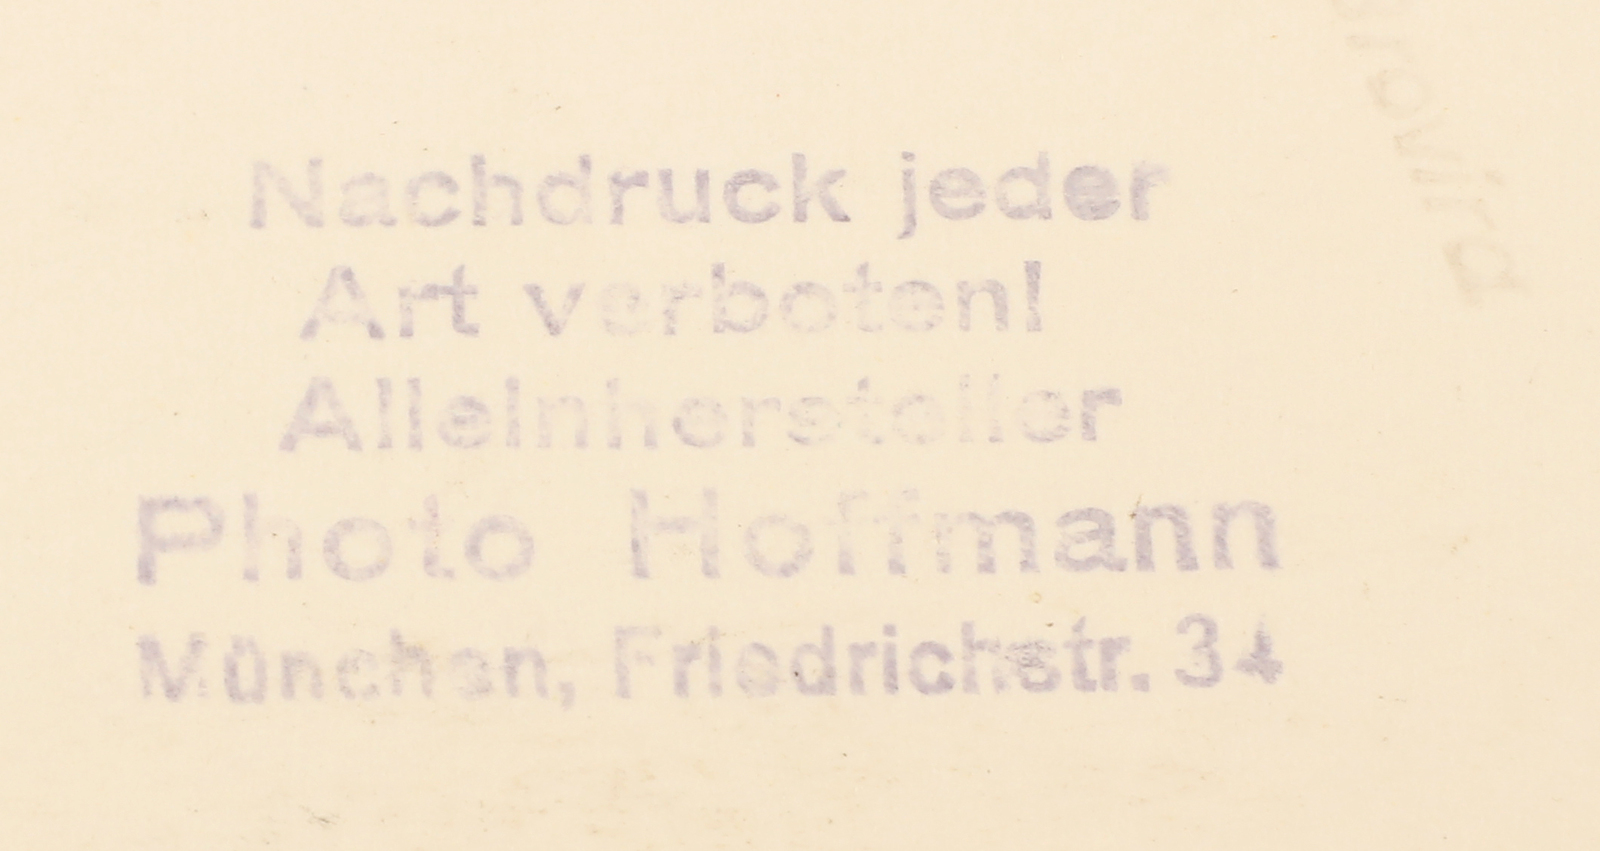 Nachdruck jeder
Art verboten!
Alleinhersteller
Photo Hoffmann
München, Friedrichstr. 34